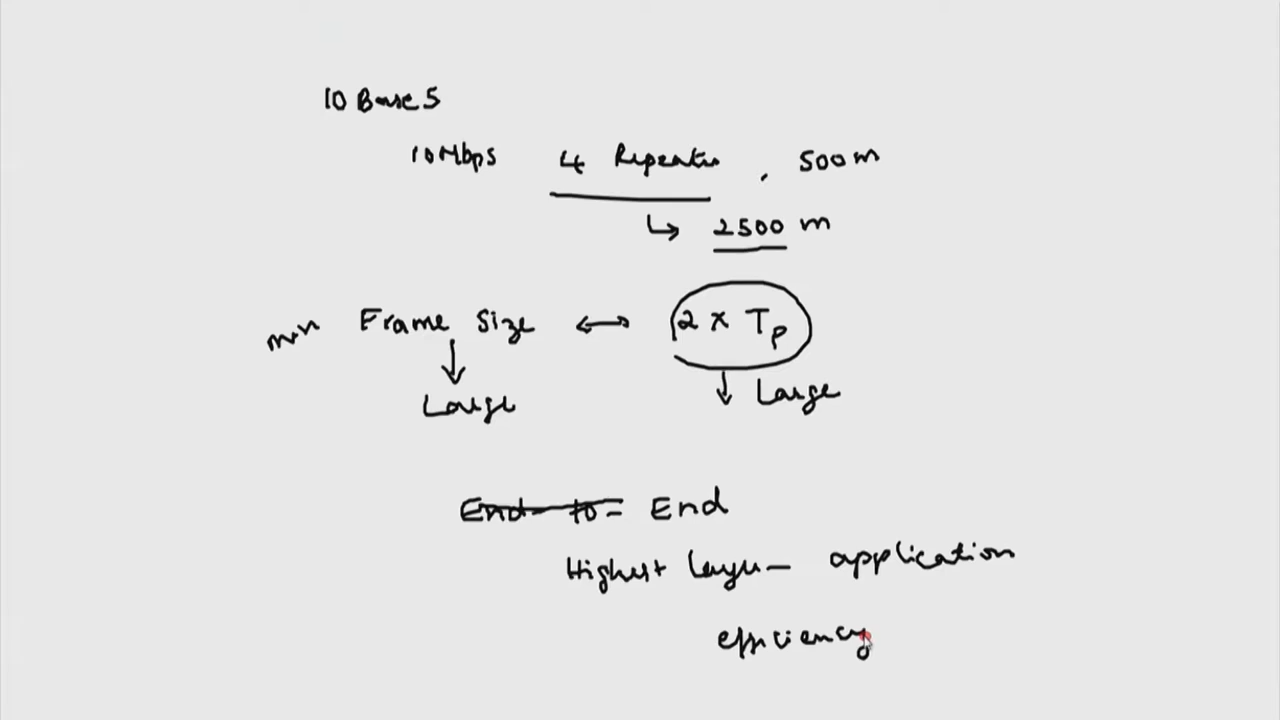 10 Base 5
10 Mbps 4 Repeater, 500 m
↳ 2500 m
min Frame Size ↔ 2 x Tp
↓ Large ↓ Large
End-to-End
Highest Layer - application
efficiency